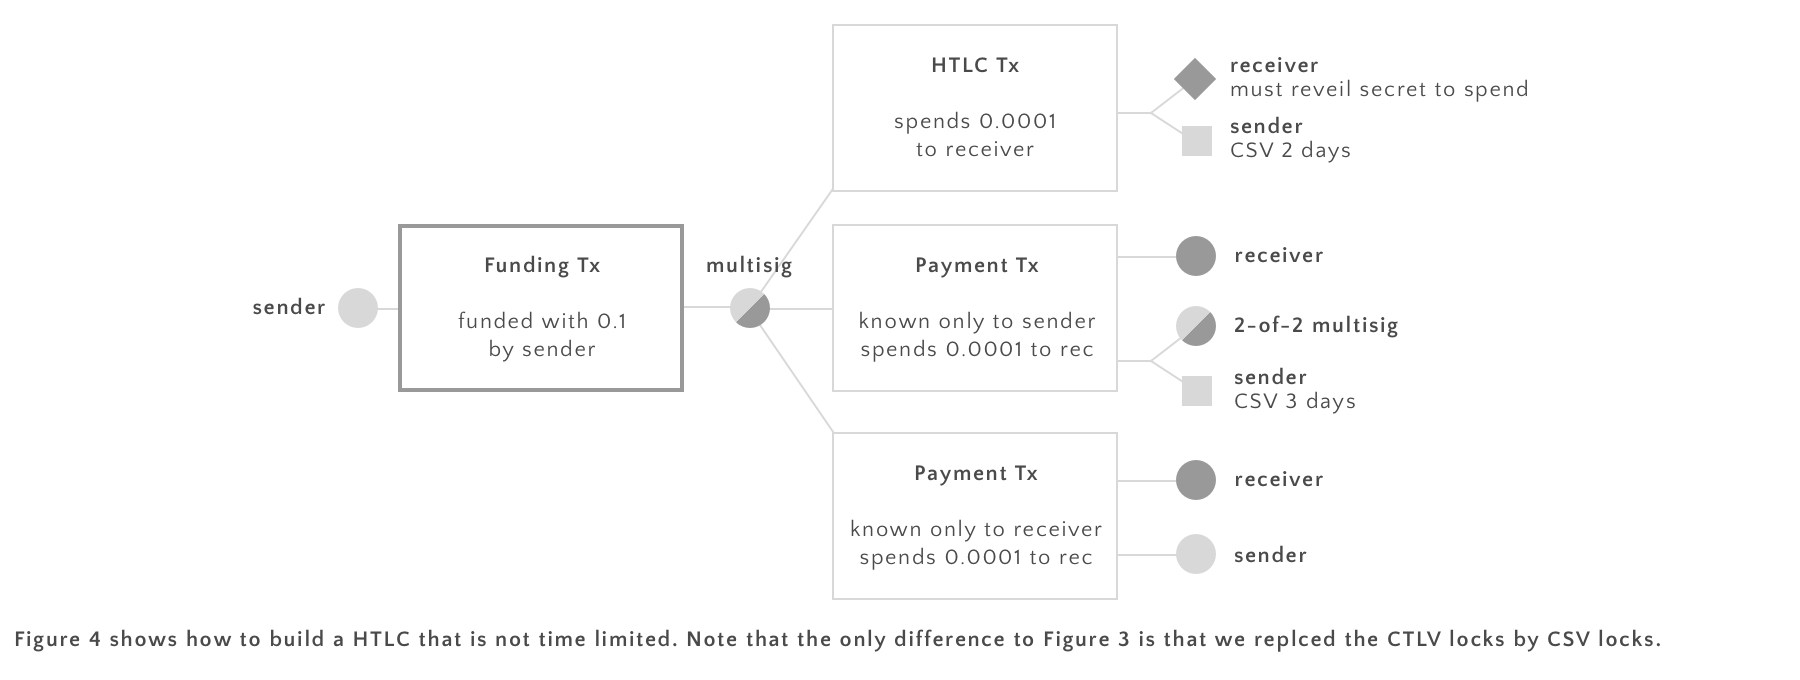 HTLC Tx
spends 0.0001
to receiver
receiver
must reveil secret to spend
sender
CSV 2 days
sender
Funding Tx
funded with 0.1
by sender
multisig
Payment Tx
known only to sender
spends 0.0001 to rec
receiver
2-of-2 multisig
sender
CSV 3 days
Payment Tx
known only to receiver
spends 0.0001 to rec
receiver
sender
Figure 4 shows how to build a HTLC that is not time limited. Note that the only difference to Figure 3 is that we replced the CTLV locks by CSV locks.